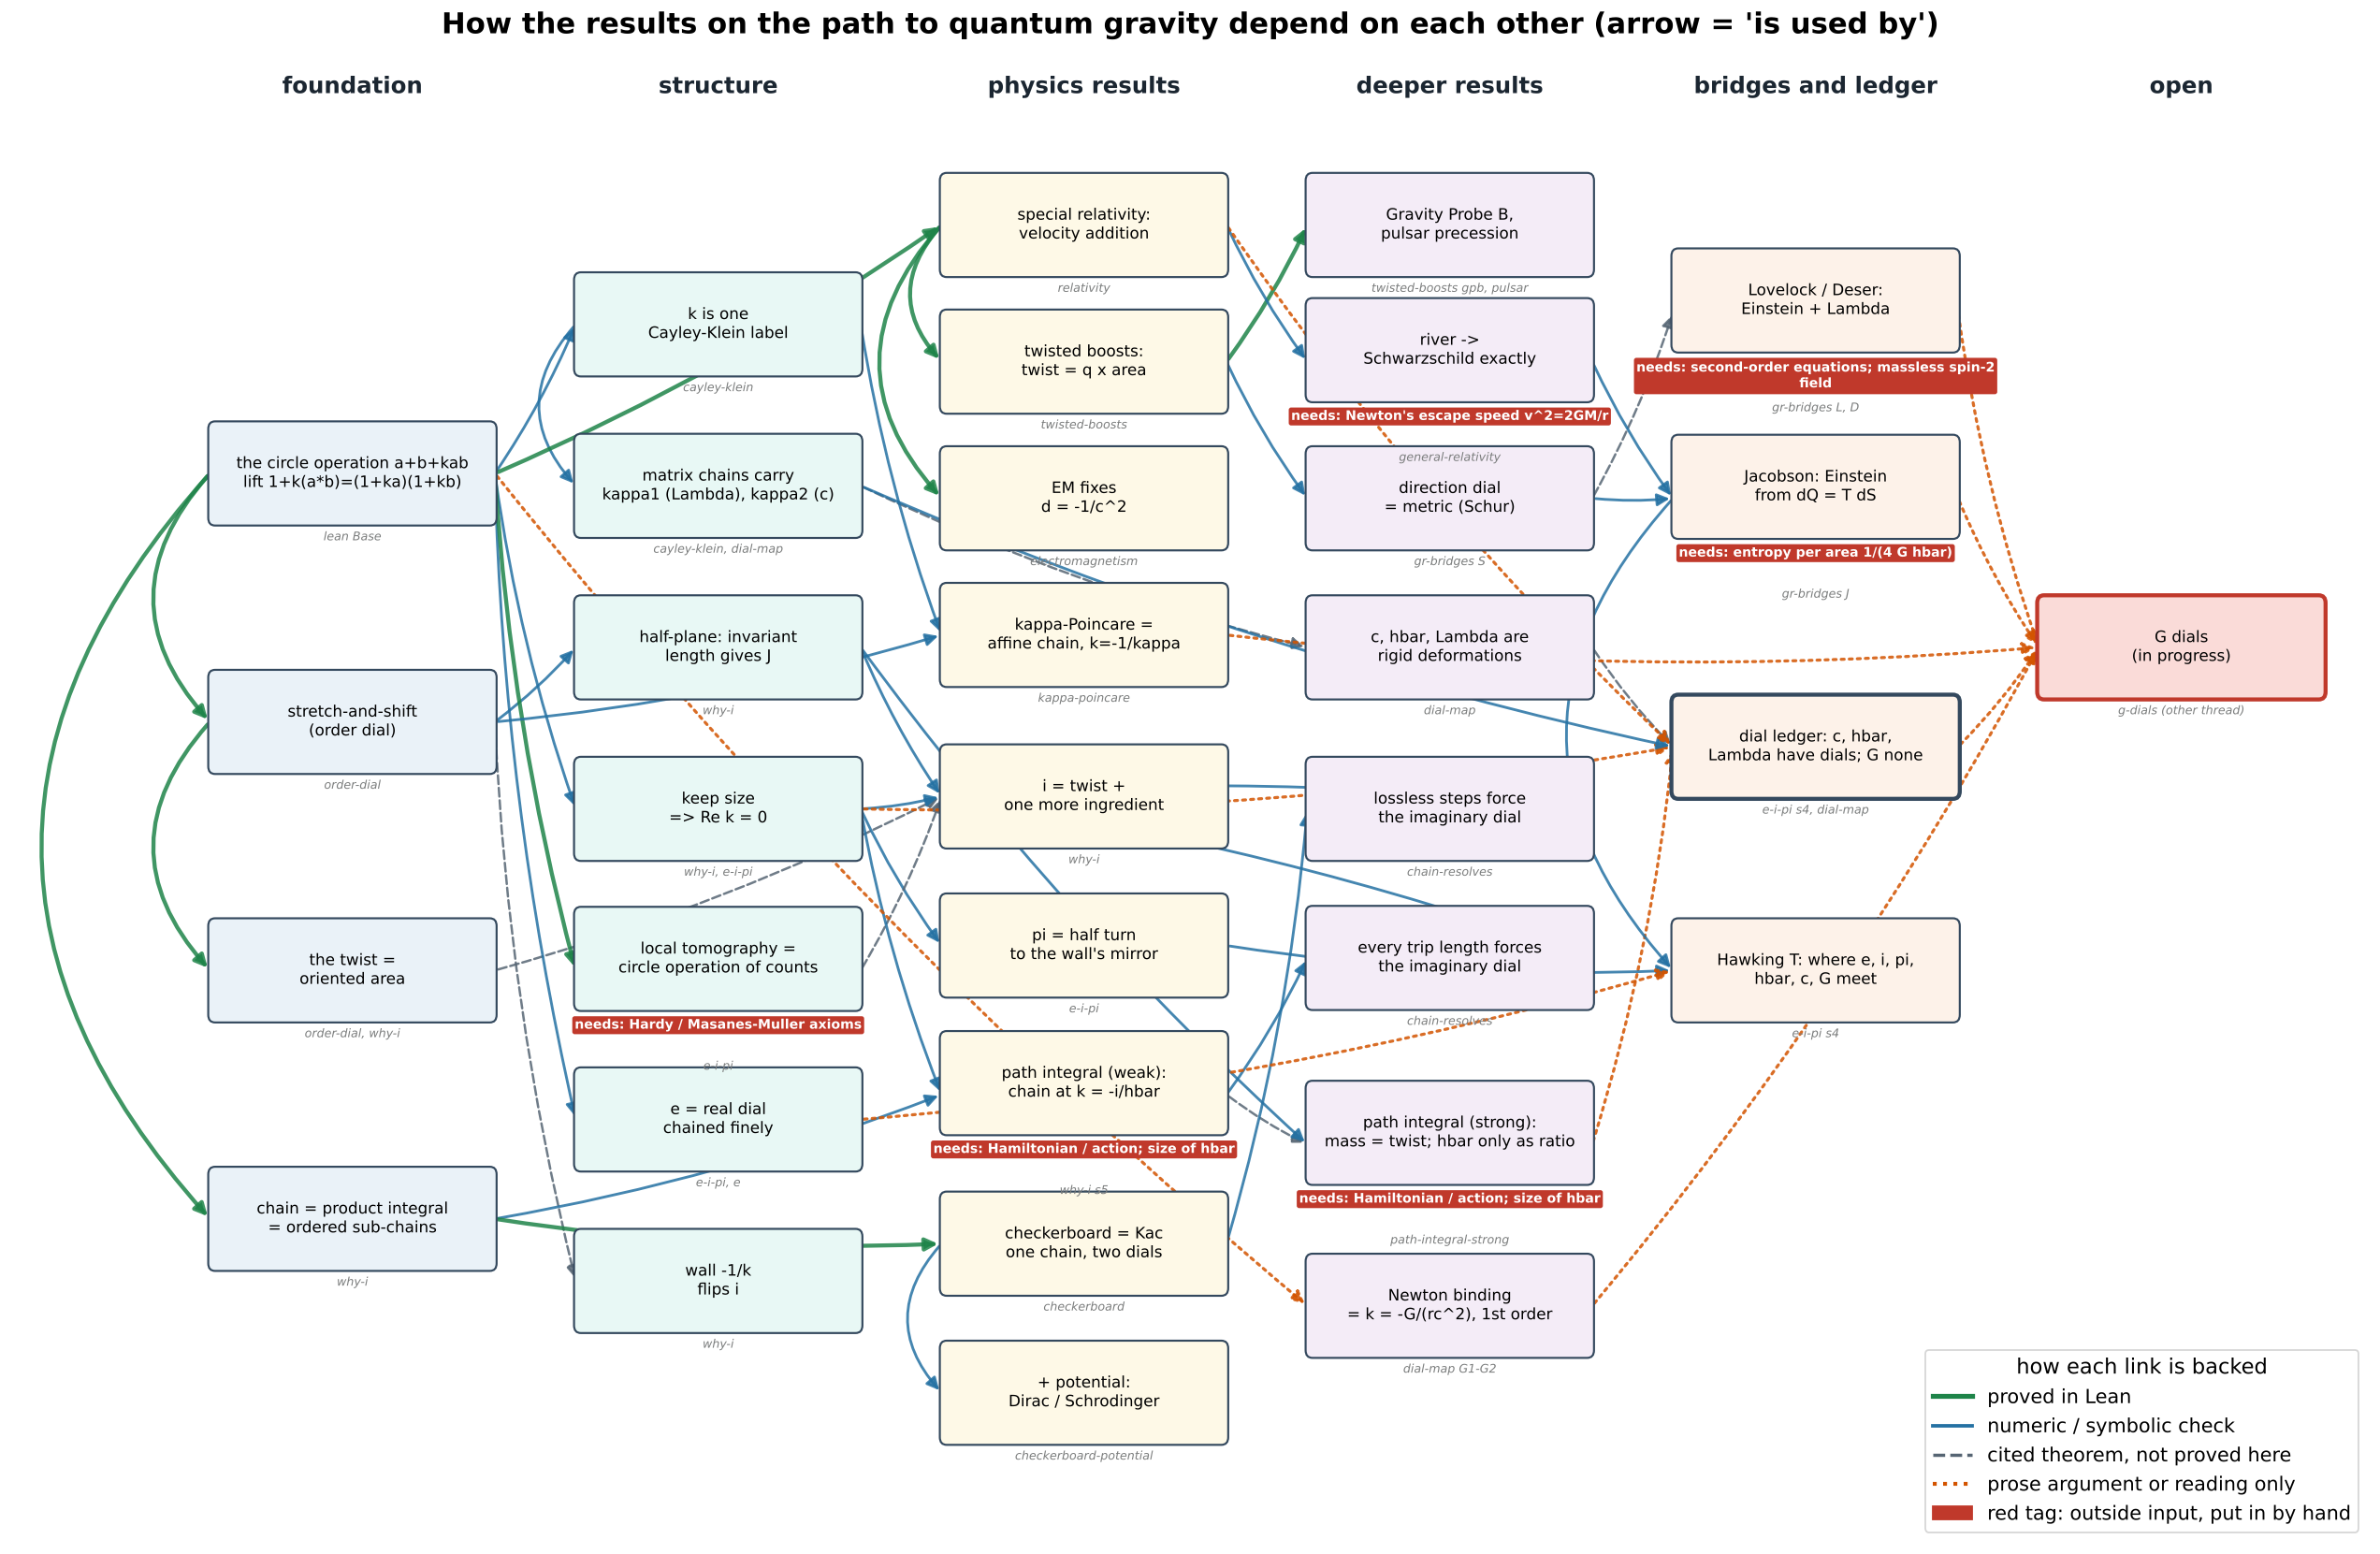 How the results on the path to quantum gravity depend on each other (arrow = 'is used by')
foundation
structure
physics results
deeper results
bridges and ledger
open
the circle operation a+b+kab
lift 1+k(a*b)=(1+ka)(1+kb)
lean Base
stretch-and-shift
(order dial)
order-dial
the twist =
oriented area
order-dial, why-i
chain = product integral
= ordered sub-chains
why-i
k is one
Cayley-Klein label
cayley-klein
matrix chains carry
kappa1 (Lambda), kappa2 (c)
cayley-klein, dial-map
half-plane: invariant
length gives J
why-i
keep size
=> Re k = 0
why-i, e-i-pi
local tomography =
circle operation of counts
needs: Hardy / Masanes-Muller axioms
e-i-pi
e = real dial
chained finely
e-i-pi, e
wall -1/k
flips i
why-i
special relativity:
velocity addition
relativity
twisted boosts:
twist = q x area
twisted-boosts
EM fixes
d = -1/c^2
electromagnetism
kappa-Poincare =
affine chain, k=-1/kappa
kappa-poincare
i = twist +
one more ingredient
why-i
pi = half turn
to the wall's mirror
e-i-pi
path integral (weak):
chain at k = -i/hbar
needs: Hamiltonian / action; size of hbar
why-i s5
checkerboard = Kac
one chain, two dials
checkerboard
+ potential:
Dirac / Schrodinger
checkerboard-potential
Gravity Probe B,
pulsar precession
twisted-boosts gpb, pulsar
river ->
Schwarzschild exactly
needs: Newton's escape speed v^2=2GM/r
general-relativity
direction dial
= metric (Schur)
gr-bridges S
c, hbar, Lambda are
rigid deformations
dial-map
lossless steps force
the imaginary dial
chain-resolves
every trip length forces
the imaginary dial
chain-resolves
path integral (strong):
mass = twist; hbar only as ratio
needs: Hamiltonian / action; size of hbar
path-integral-strong
Newton binding
= k = -G/(rc^2), 1st order
dial-map G1-G2
Lovelock / Deser:
Einstein + Lambda
needs: second-order equations; massless spin-2
field
gr-bridges L, D
Jacobson: Einstein
from dQ = T dS
needs: entropy per area 1/(4 G hbar)
gr-bridges J
dial ledger: c, hbar,
Lambda have dials; G none
e-i-pi s4, dial-map
Hawking T: where e, i, pi,
hbar, c, G meet
e-i-pi s4
G dials
(in progress)
g-dials (other thread)
how each link is backed
proved in Lean
numeric / symbolic check
cited theorem, not proved here
prose argument or reading only
red tag: outside input, put in by hand